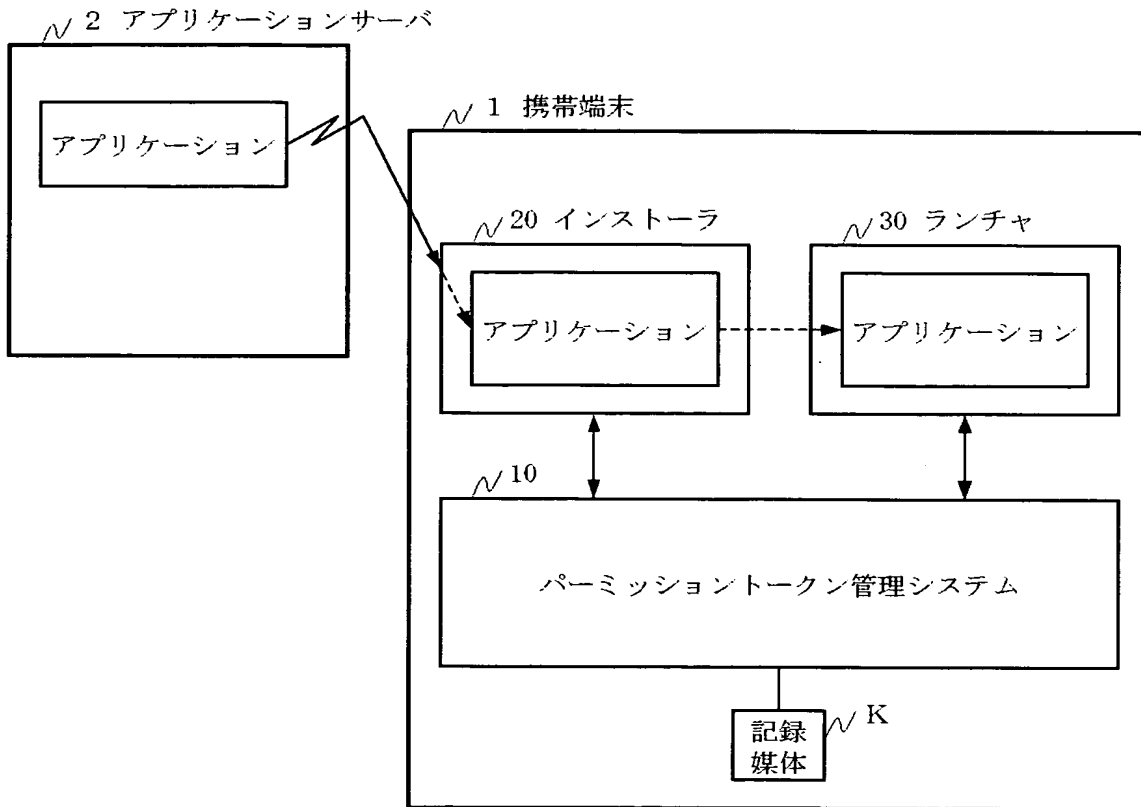 2 アプリケーションサーバ
アプリケーション
1 携帯端末
20 インストーラ
30 ランチャ
アプリケーション
アプリケーション
10
パーミッショントークン管理システム
K
記録
媒体